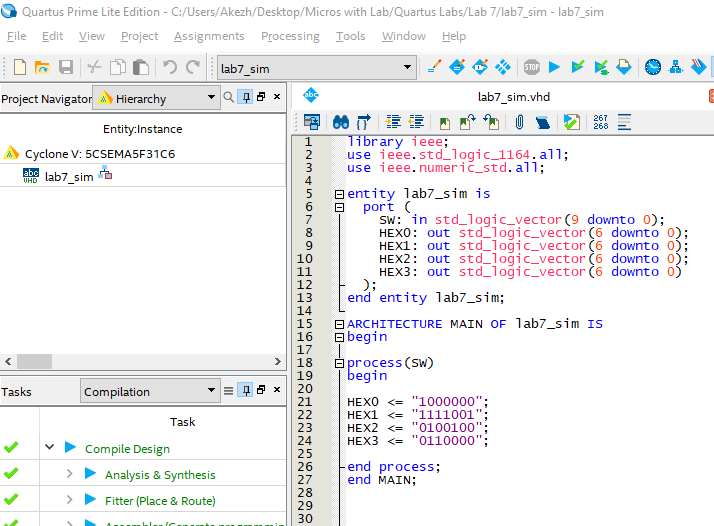 Quartus Prime Lite Edition - C:/Users/Akezh/Desktop/Micros with Lab/Quartus Labs/Lab 7/lab7_sim - lab7_sim
File Edit View Project Assignments Processing Tools Window Help
lab7_sim
STOP
Project Navigator Hierarchy
abc
lab7_sim.vhd
Entity:Instance
267
268
Cyclone V: 5CSEMA5F31C6
abc
VHD
lab7_sim
1 library ieee;
2 use ieee.std_logic_1164.all;
3 use ieee.numeric_std.all;
4
5 entity lab7_sim is
6 port (
7 SW: in std_logic_vector(9 downto 0);
8 HEX0: out std_logic_vector(6 downto 0);
9 HEX1: out std_logic_vector(6 downto 0);
10 HEX2: out std_logic_vector(6 downto 0);
11 HEX3: out std_logic_vector(6 downto 0)
12 );
13 end entity lab7_sim;
14
15 ARCHITECTURE MAIN OF lab7_sim IS
16 begin
17
18 process(SW)
19 begin
20
21 HEX0 <= "1000000";
22 HEX1 <= "1111001";
23 HEX2 <= "0100100";
24 HEX3 <= "0110000";
25
26 end process;
27 end MAIN;
28
29
30
Tasks Compilation
Task
Compile Design
Analysis & Synthesis
Fitter (Place & Route)